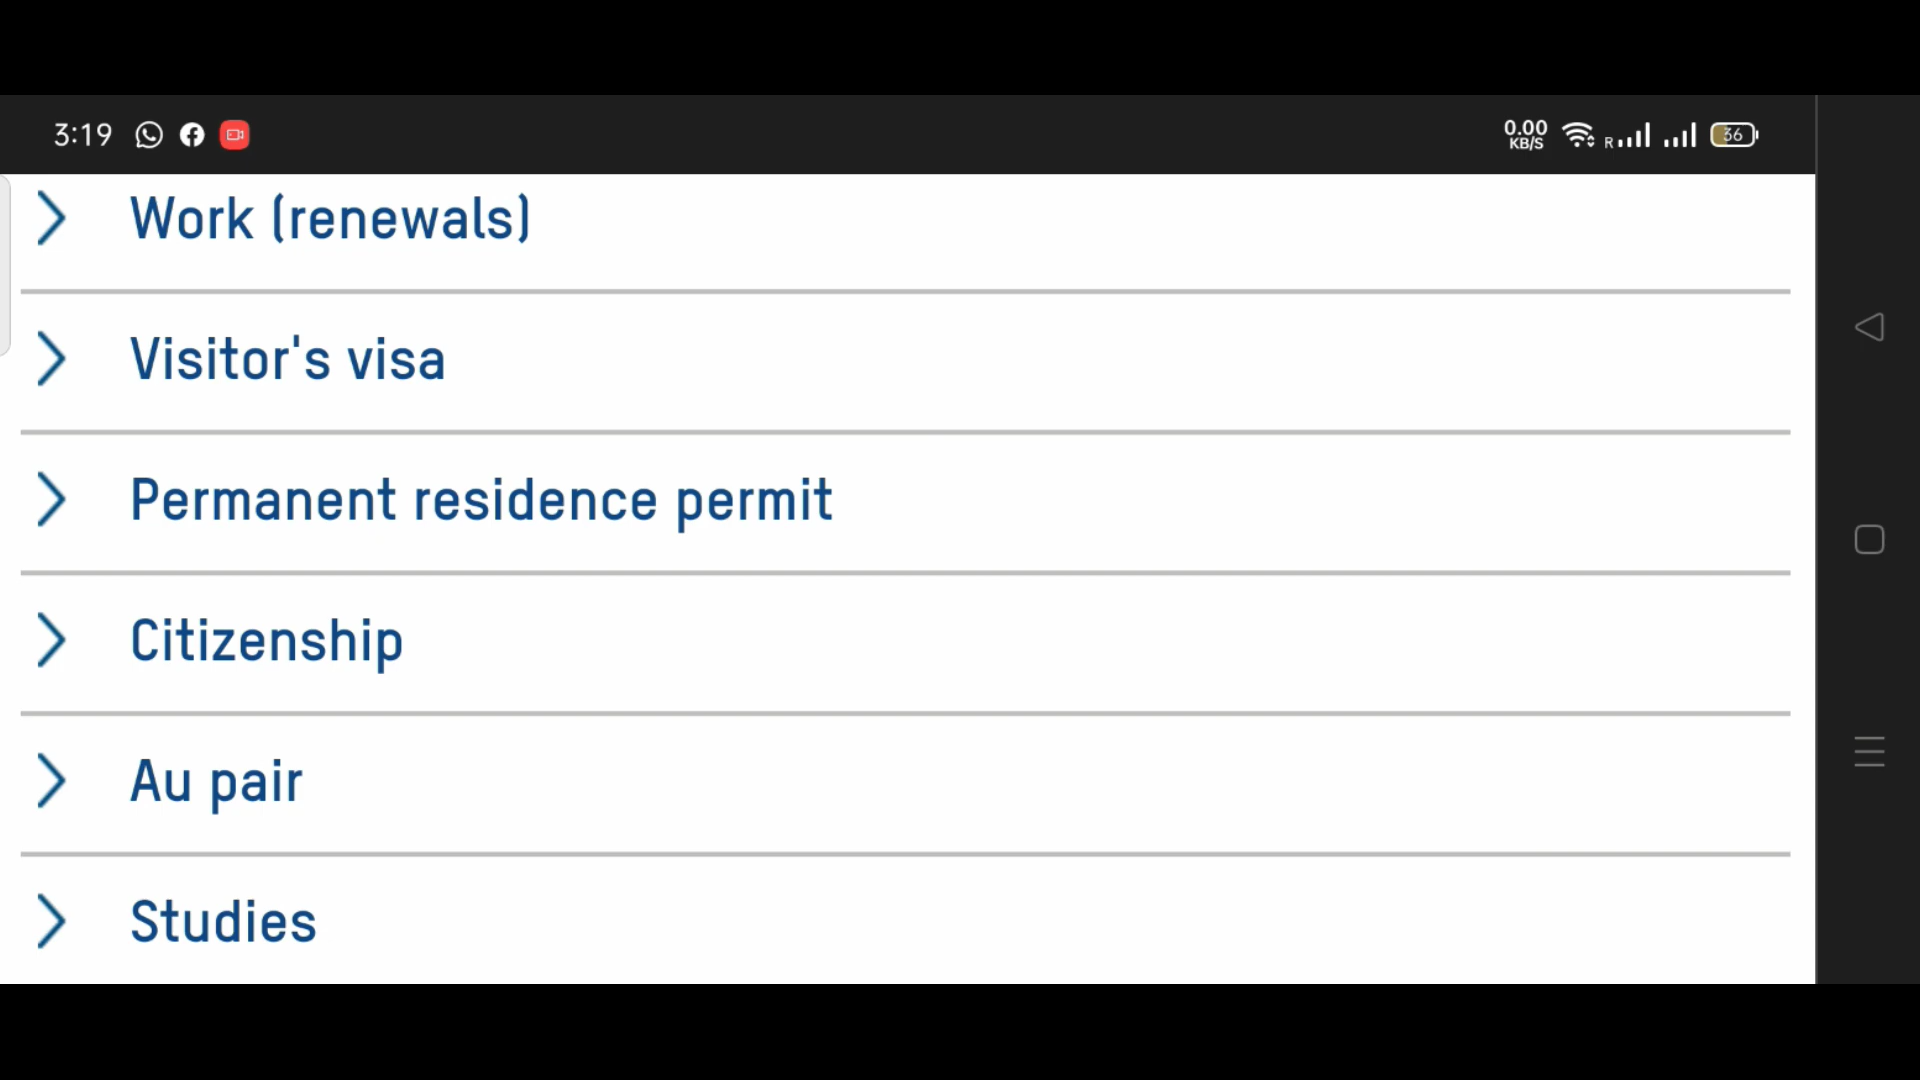 3:19
0.00
KB/S
R
36
Work (renewals)
Visitor's visa
Permanent residence permit
Citizenship
Au pair
Studies